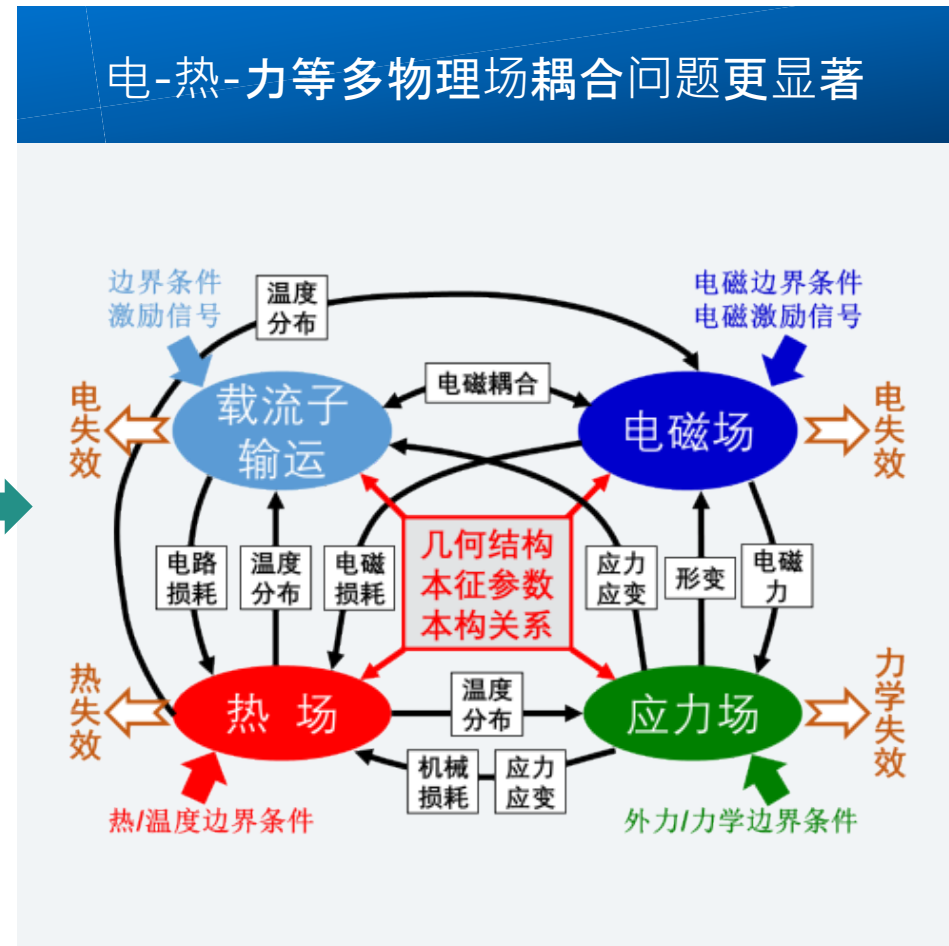 电-热-力等多物理场耦合问题更显著
边界条件
激励信号
温度
分布
电磁边界条件
电磁激励信号
电磁耦合
电失效
载流子
输运
电磁场
电失效
电路
损耗
温度
分布
电磁
损耗
几何结构
本征参数
本构关系
应力
应变
形变
电磁
力
热失效
热 场
温度
分布
应力场
力学失效
机械
损耗
应力
应变
热/温度边界条件
外力/力学边界条件